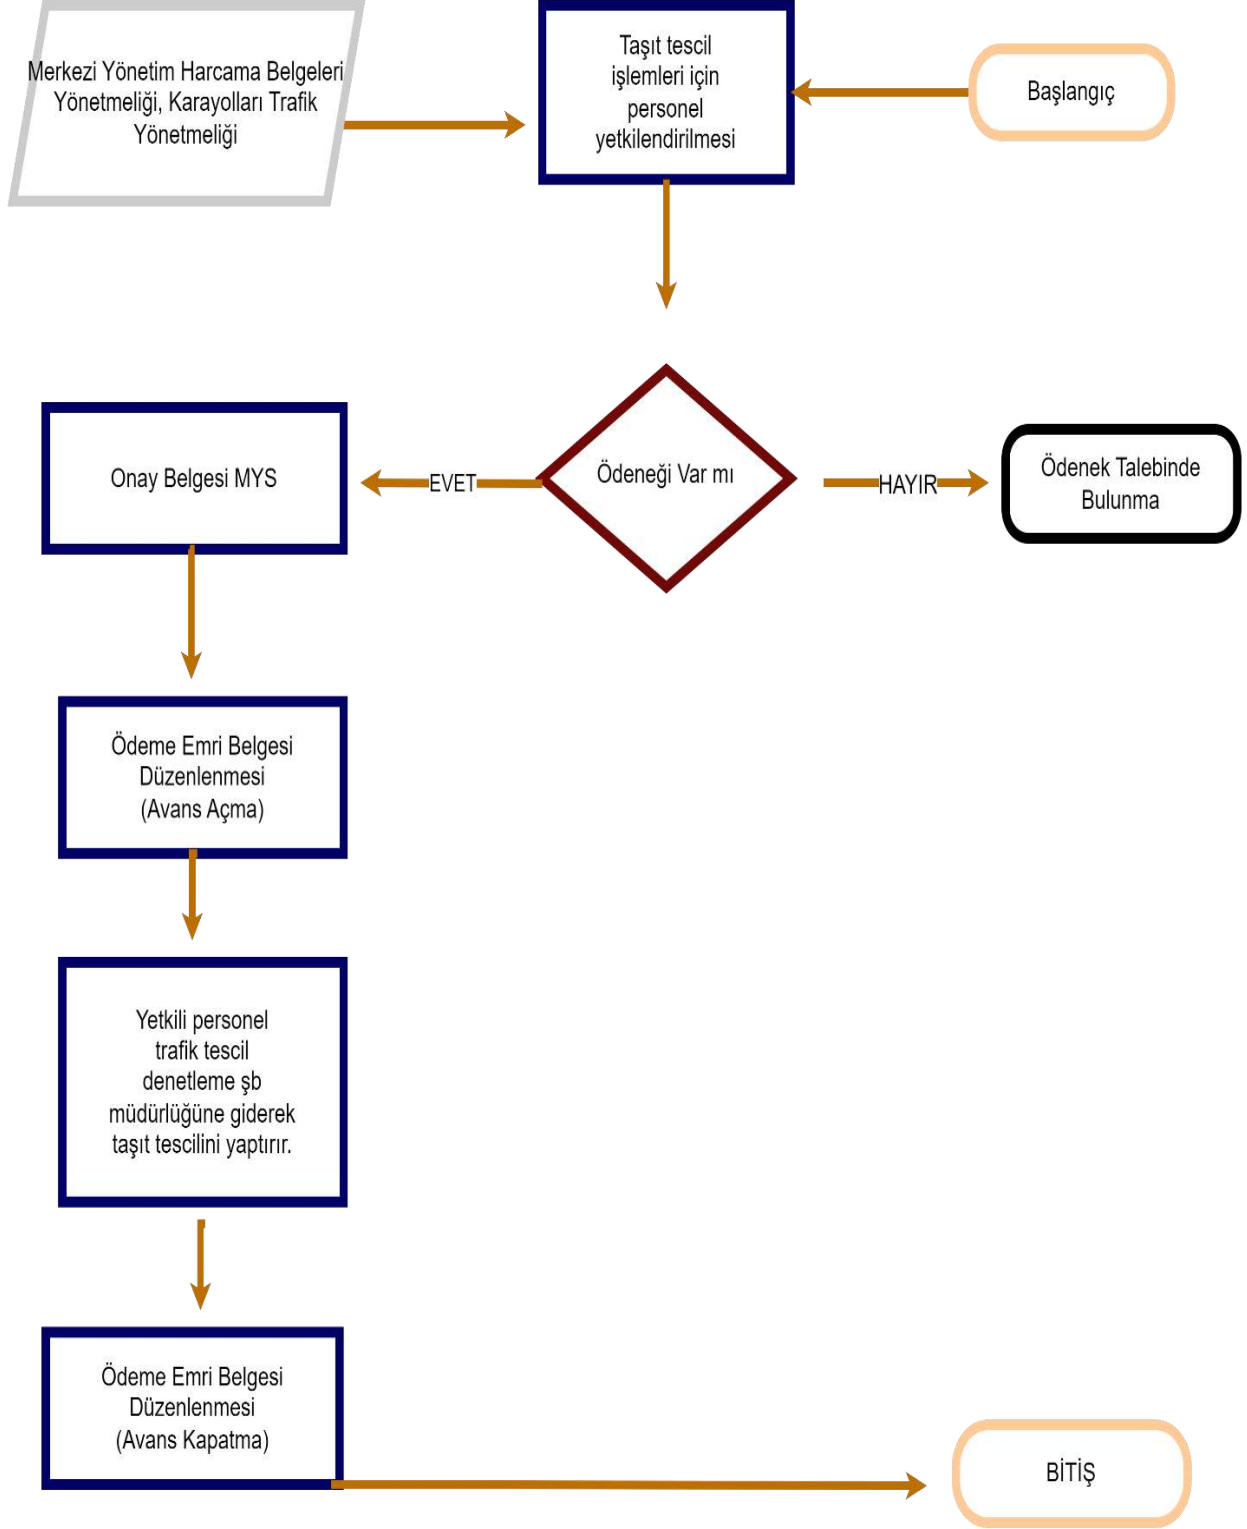 Merkezi Yönetim Harcama Belgeleri
Yönetmeliği, Karayolları Trafik
Yönetmeliği
Taşıt tescil
işlemleri için
personel
yetkilendirilmesi
Başlangıç
Onay Belgesi MYS
EVET
Ödeneği Var mı
HAYIR
Ödenek Talebinde
Bulunma
Ödeme Emri Belgesi
Düzenlenmesi
(Avans Açma)
Yetkili personel
trafik tescil
denetleme şb
müdürlüğüne giderek
taşıt tescilini yaptırır.
Ödeme Emri Belgesi
Düzenlenmesi
(Avans Kapatma)
BİTİŞ